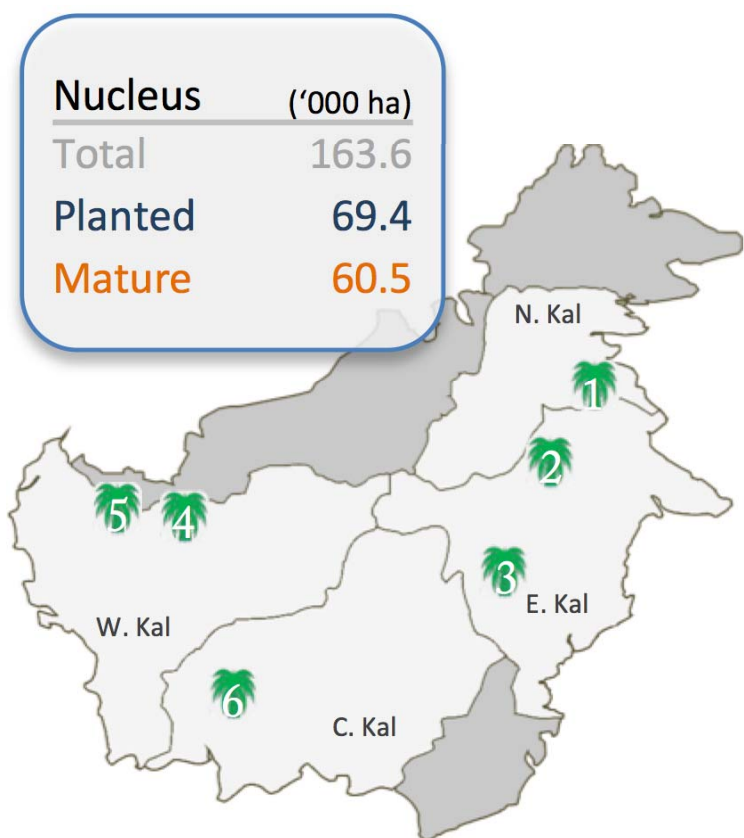 Nucleus (‘000 ha)
Total 163.6
Planted 69.4
Mature 60.5
N. Kal
1
2
5
4
3
E. Kal
W. Kal
6
C. Kal